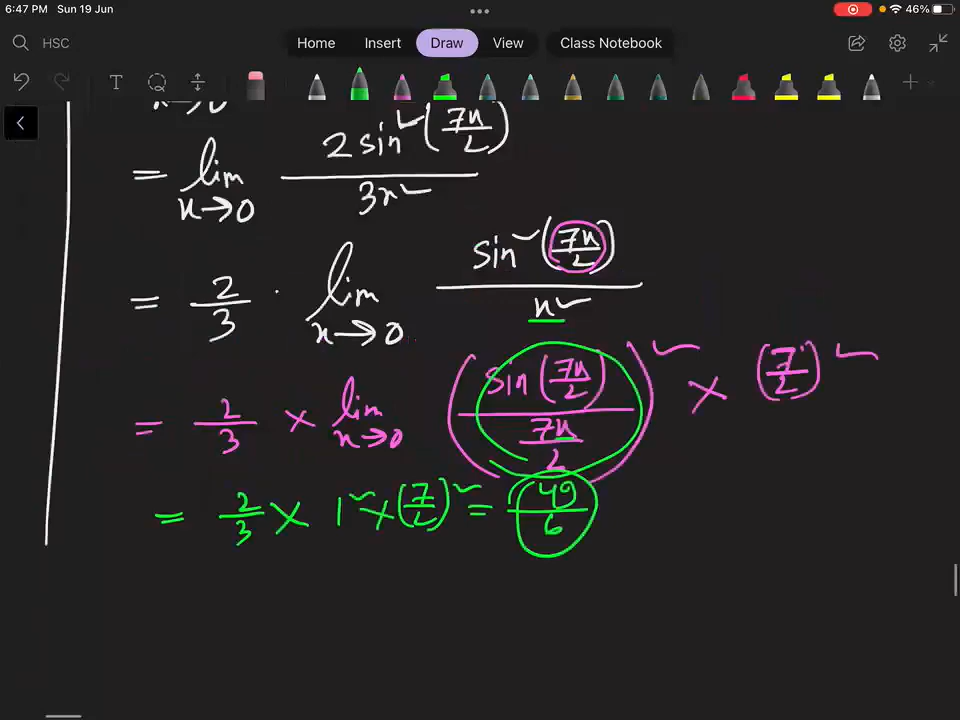 6:47 PM Sun 19 Jun
46%
HSC
Home Insert Draw View Class Notebook
T
x→0
= lim x→0 2 sin²(7x/2) / 3x²
= 2/3 · lim x→0 sin²(7x/2) / x²
= 2/3 × lim x→0 (sin(7x/2) / (7x/2))² × (7/2)²
= 2/3 × 1² × (7/2)² = 49/6